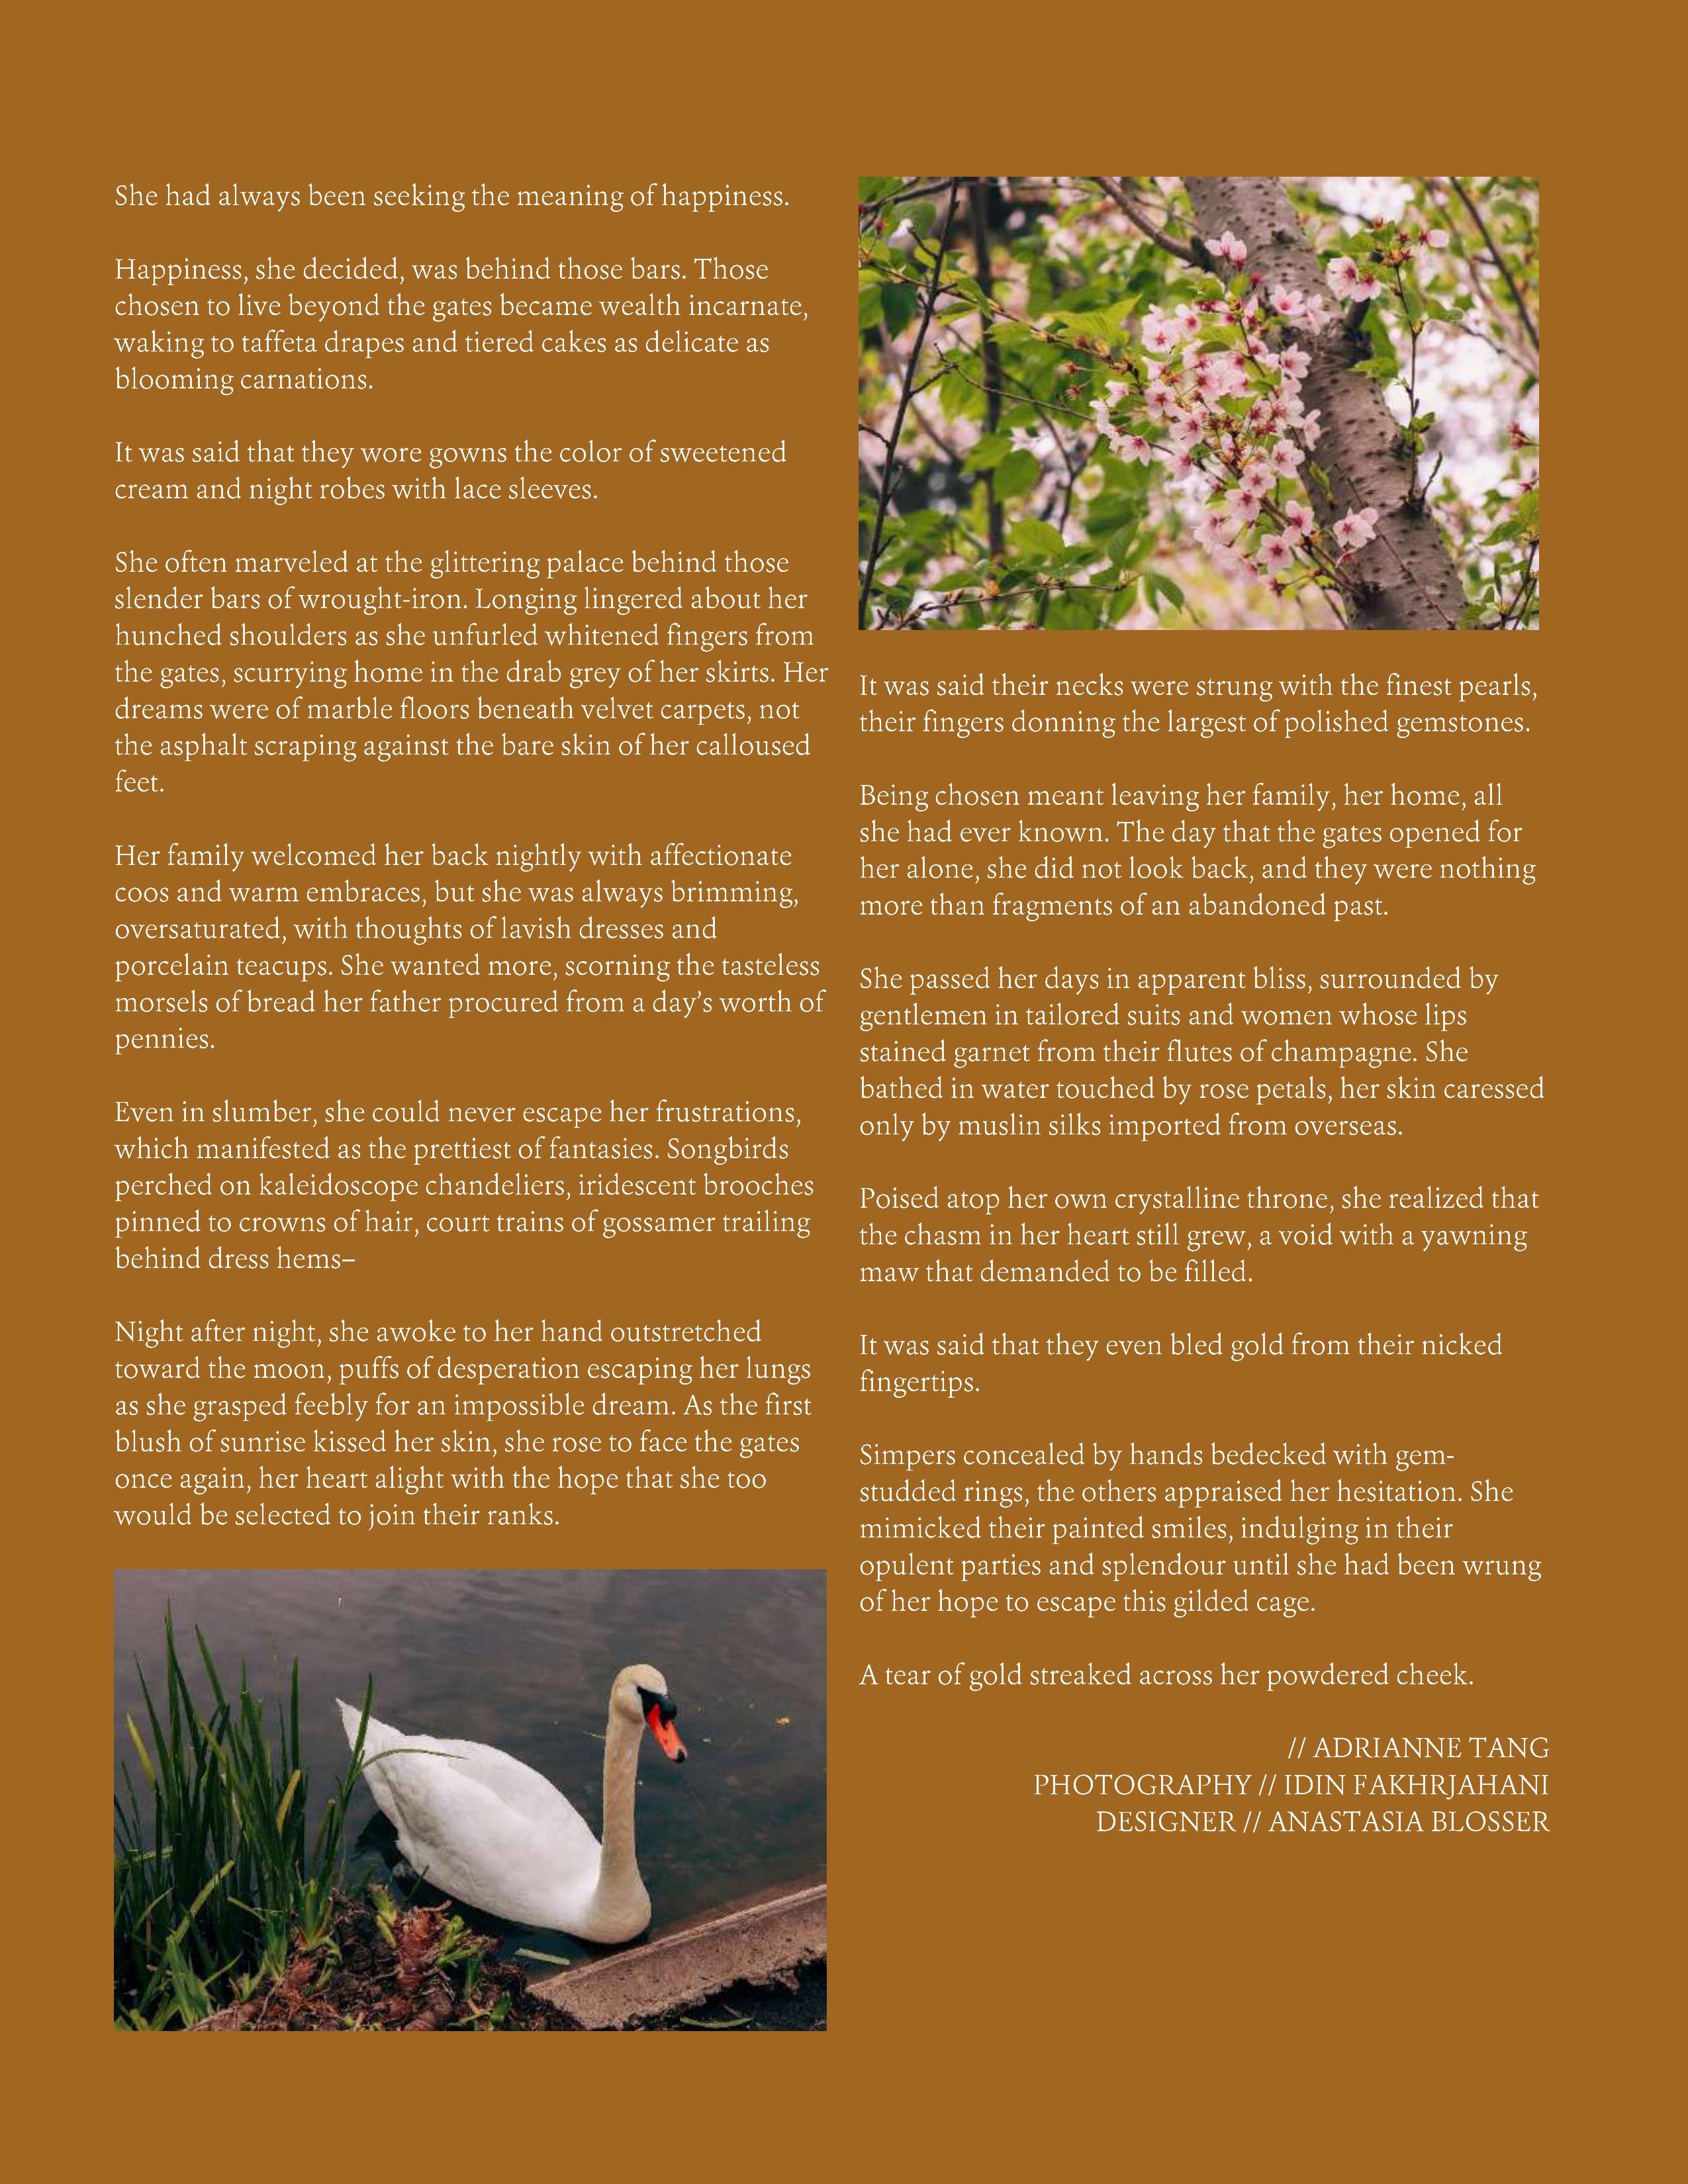 She had always been seeking the meaning of happiness.
Happiness, she decided, was behind those bars. Those
chosen to live beyond the gates became wealth incarnate,
waking to taffeta drapes and tiered cakes as delicate as
blooming carnations.
It was said that they wore gowns the color of sweetened
cream and night robes with lace sleeves.
She often marveled at the glittering palace behind those
slender bars of wrought-iron. Longing lingered about her
hunched shoulders as she unfurled whitened fingers from
the gates, scurrying home in the drab grey of her skirts. Her
dreams were of marble floors beneath velvet carpets, not
the asphalt scraping against the bare skin of her calloused
feet.
Her family welcomed her back nightly with affectionate
coos and warm embraces, but she was always brimming,
oversaturated, with thoughts of lavish dresses and
porcelain teacups. She wanted more, scorning the tasteless
morsels of bread her father procured from a day’s worth of
pennies.
Even in slumber, she could never escape her frustrations,
which manifested as the prettiest of fantasies. Songbirds
perched on kaleidoscope chandeliers, iridescent brooches
pinned to crowns of hair, court trains of gossamer trailing
behind dress hems–
Night after night, she awoke to her hand outstretched
toward the moon, puffs of desperation escaping her lungs
as she grasped feebly for an impossible dream. As the first
blush of sunrise kissed her skin, she rose to face the gates
once again, her heart alight with the hope that she too
would be selected to join their ranks.
It was said their necks were strung with the finest pearls,
their fingers donning the largest of polished gemstones.
Being chosen meant leaving her family, her home, all
she had ever known. The day that the gates opened for
her alone, she did not look back, and they were nothing
more than fragments of an abandoned past.
She passed her days in apparent bliss, surrounded by
gentlemen in tailored suits and women whose lips
stained garnet from their flutes of champagne. She
bathed in water touched by rose petals, her skin caressed
only by muslin silks imported from overseas.
Poised atop her own crystalline throne, she realized that
the chasm in her heart still grew, a void with a yawning
maw that demanded to be filled.
It was said that they even bled gold from their nicked
fingertips.
Simpers concealed by hands bedecked with gem-
studded rings, the others appraised her hesitation. She
mimicked their painted smiles, indulging in their
opulent parties and splendour until she had been wrung
of her hope to escape this gilded cage.
A tear of gold streaked across her powdered cheek.
// ADRIANNE TANG
PHOTOGRAPHY // IDIN FAKHRJAHANI
DESIGNER // ANASTASIA BLOSSER